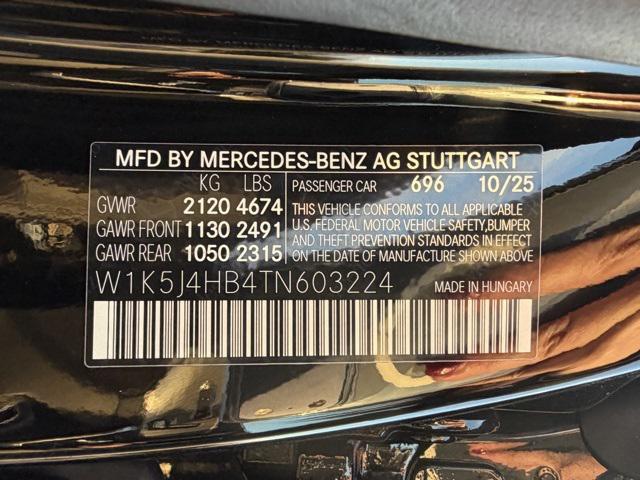 MFD BY MERCEDES-BENZ AG STUTTGART
KG LBS
GVWR 2120 4674
GAWR FRONT 1130 2491
GAWR REAR 1050 2315
PASSENGER CAR 696 10/25
THIS VEHICLE CONFORMS TO ALL APPLICABLE
U.S. FEDERAL MOTOR VEHICLE SAFETY,BUMPER
AND THEFT PREVENTION STANDARDS IN EFFECT
ON THE DATE OF MANUFACTURE SHOWN ABOVE
W1K5J4HB4TN603224
MADE IN HUNGARY